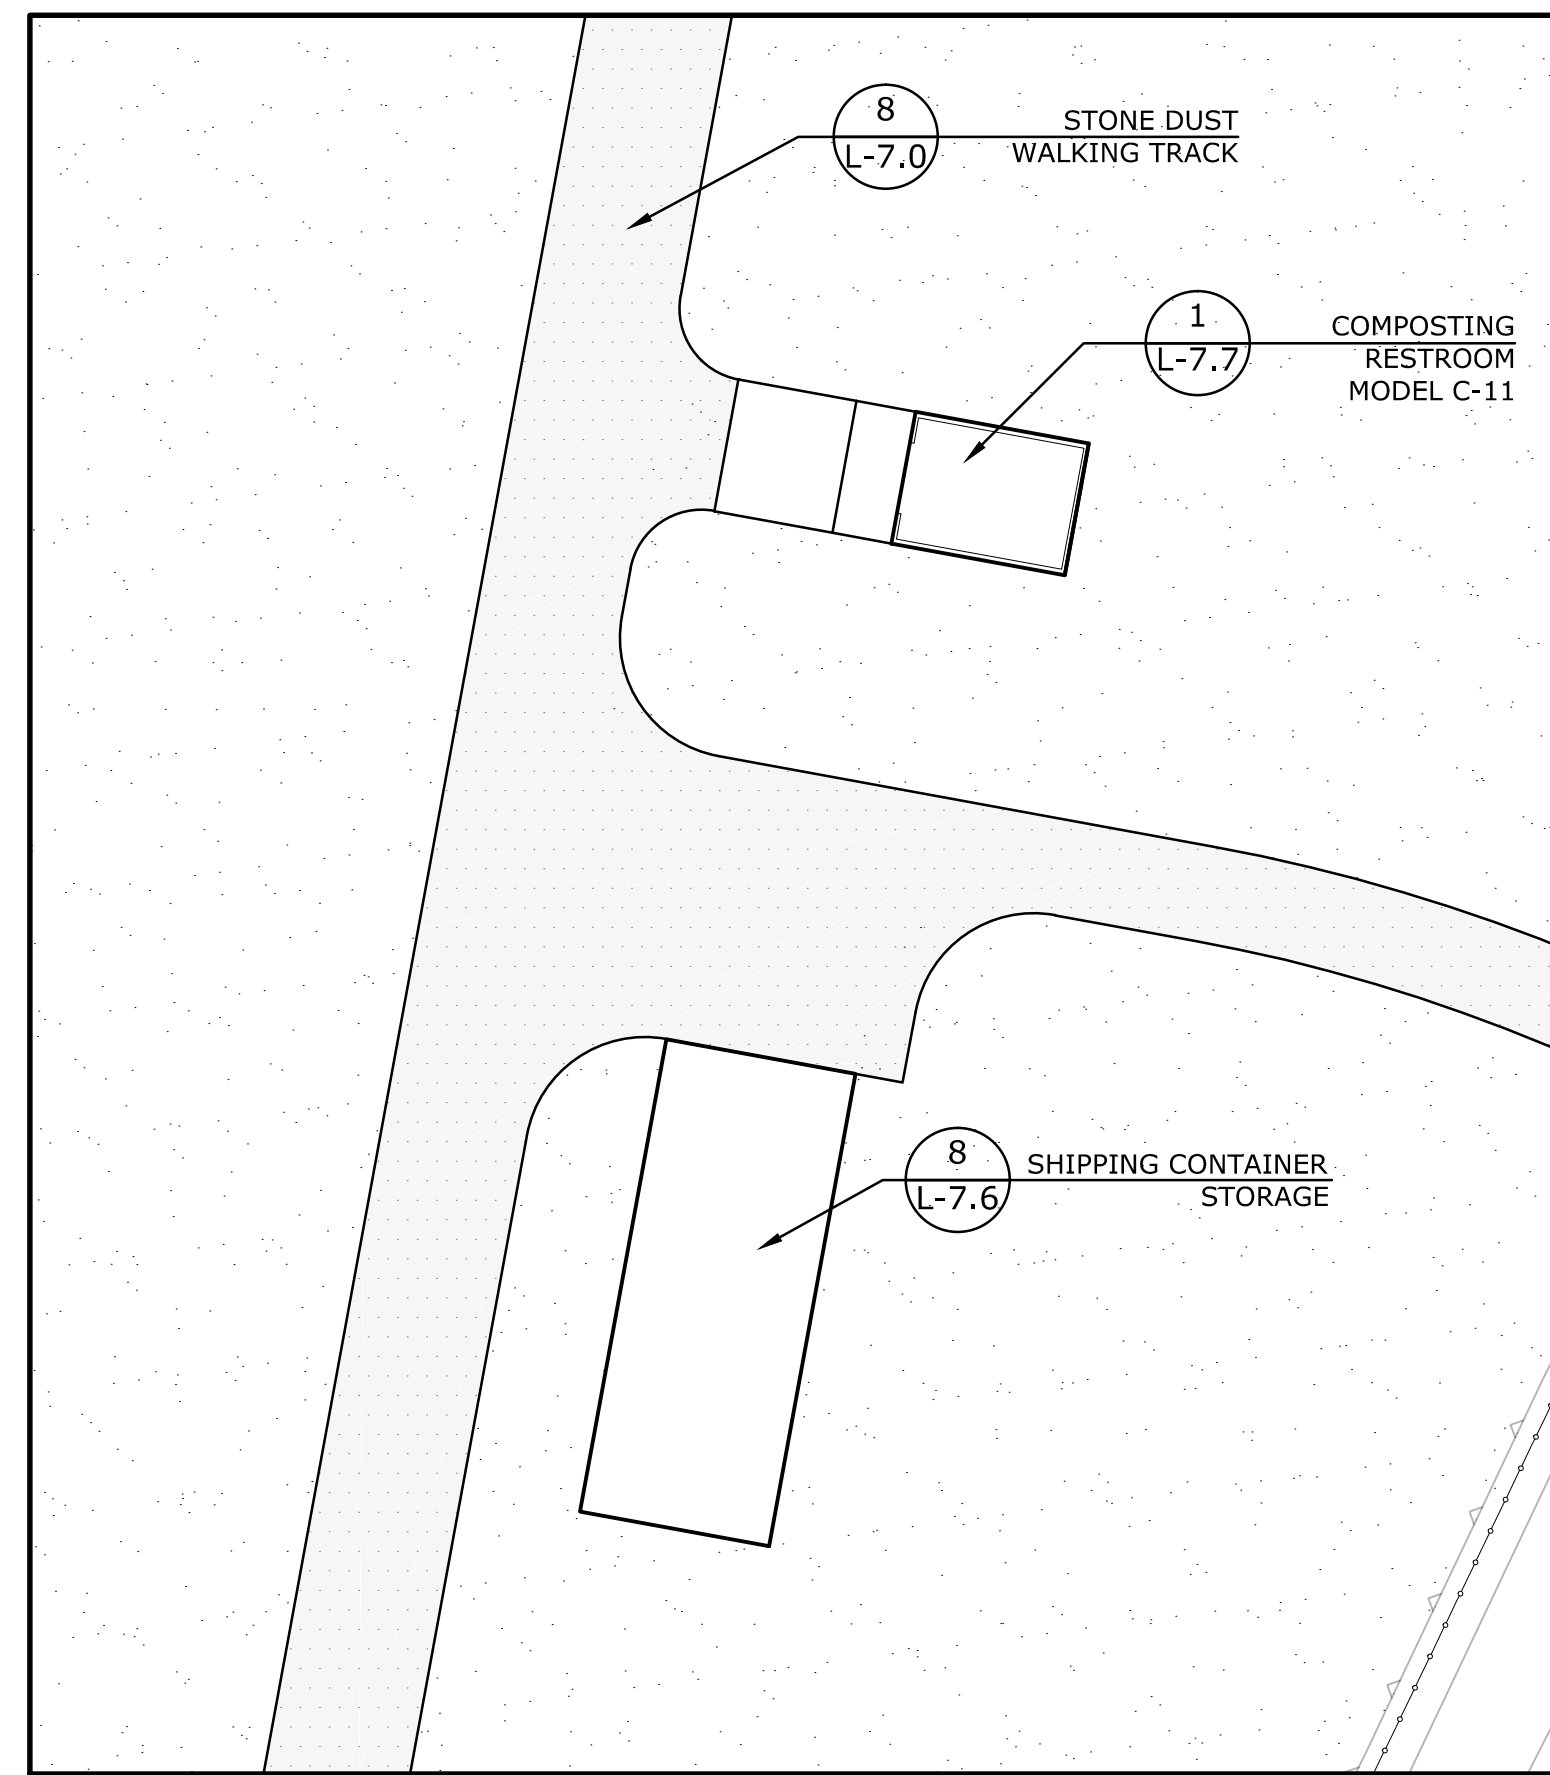 8
L-7.0
STONE DUST
WALKING TRACK
1
L-7.7
COMPOSTING
RESTROOM
MODEL C-11
8
L-7.6
SHIPPING CONTAINER
STORAGE